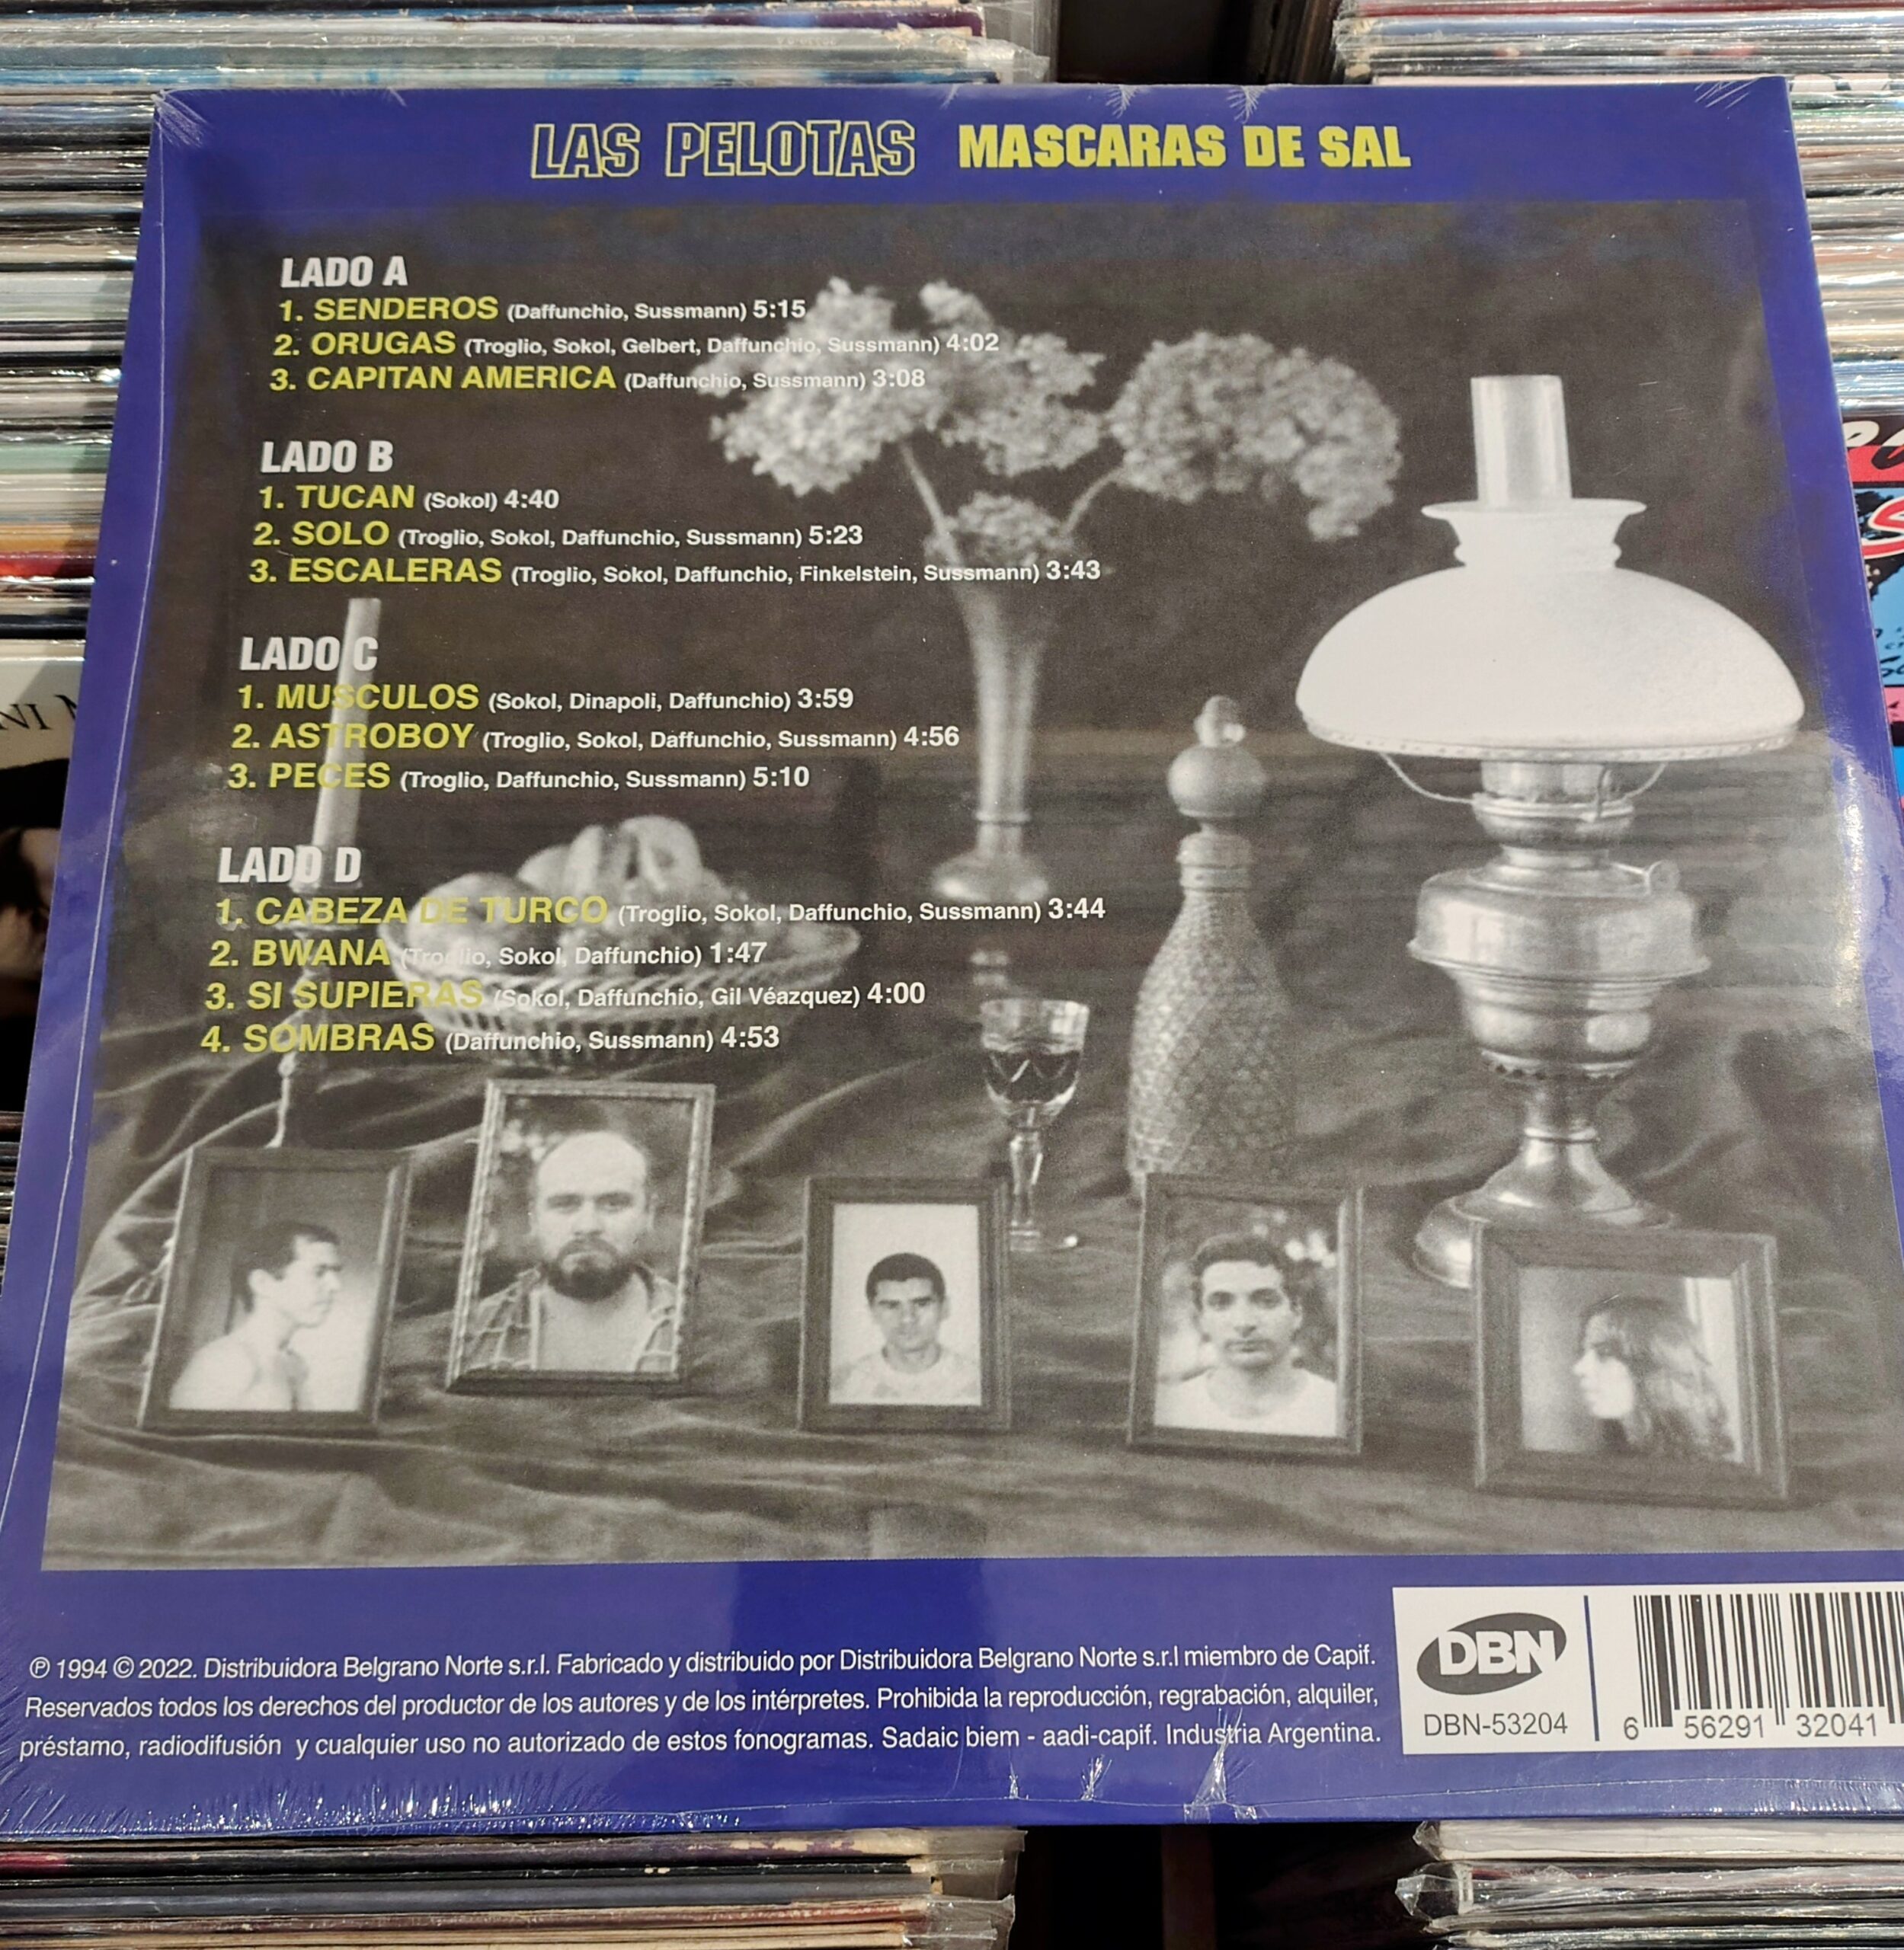 LAS PELOTAS MASCARAS DE SAL
LADO A
1. SENDEROS (Daffunchio, Sussmann) 5:15
2. ORUGAS (Troglio, Sokol, Gelbert, Daffunchio, Sussmann) 4:02
3. CAPITAN AMERICA (Daffunchio, Sussmann) 3:08
LADO B
1. TUCAN (Sokol) 4:40
2. SOLO (Troglio, Sokol, Daffunchio, Sussmann) 5:23
3. ESCALERAS (Troglio, Sokol, Daffunchio, Finkelstein, Sussmann) 3:43
LADO C
1. MUSCULOS (Sokol, Dinapoli, Daffunchio) 3:59
2. ASTROBOY (Troglio, Sokol, Daffunchio, Sussmann) 4:56
3. PECES (Troglio, Daffunchio, Sussmann) 5:10
LADO D
1. CABEZA DE TURCO (Troglio, Sokol, Daffunchio, Sussmann) 3:44
2. BWANA (Troglio, Sokol, Daffunchio) 1:47
3. SI SUPIERAS (Sokol, Daffunchio, Gil Véazquez) 4:00
4. SOMBRAS (Daffunchio, Sussmann) 4:53
℗ 1994 © 2022. Distribuidora Belgrano Norte s.r.l. Fabricado y distribuido por Distribuidora Belgrano Norte s.r.l miembro de Capif.
Reservados todos los derechos del productor de los autores y de los intérpretes. Prohibida la reproducción, regrabación, alquiler,
préstamo, radiodifusión y cualquier uso no autorizado de estos fonogramas. Sadaic biem - aadi-capif. Industria Argentina.
DBN
DBN-53204
6 56291 32041